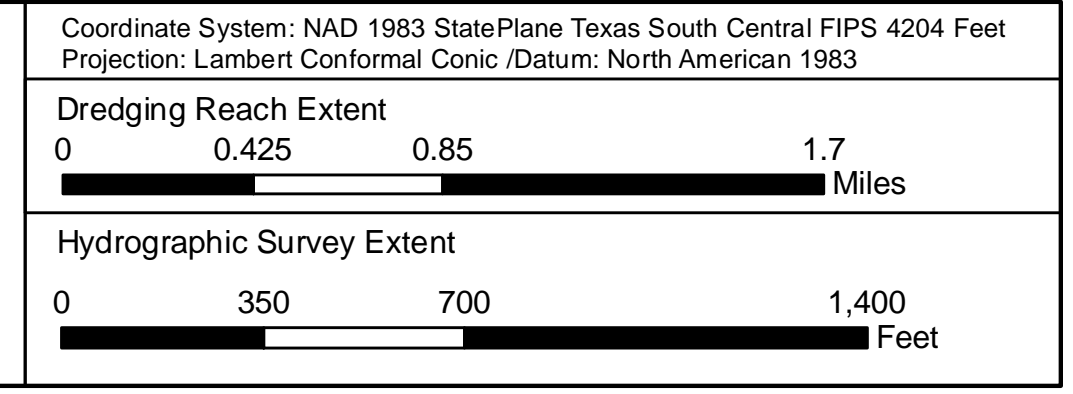 Coordinate System: NAD 1983 StatePlane Texas South Central FIPS 4204 Feet
Projection: Lambert Conformal Conic /Datum: North American 1983
Dredging Reach Extent
0 0.425 0.85 1.7
Miles
Hydrographic Survey Extent
0 350 700 1,400
Feet